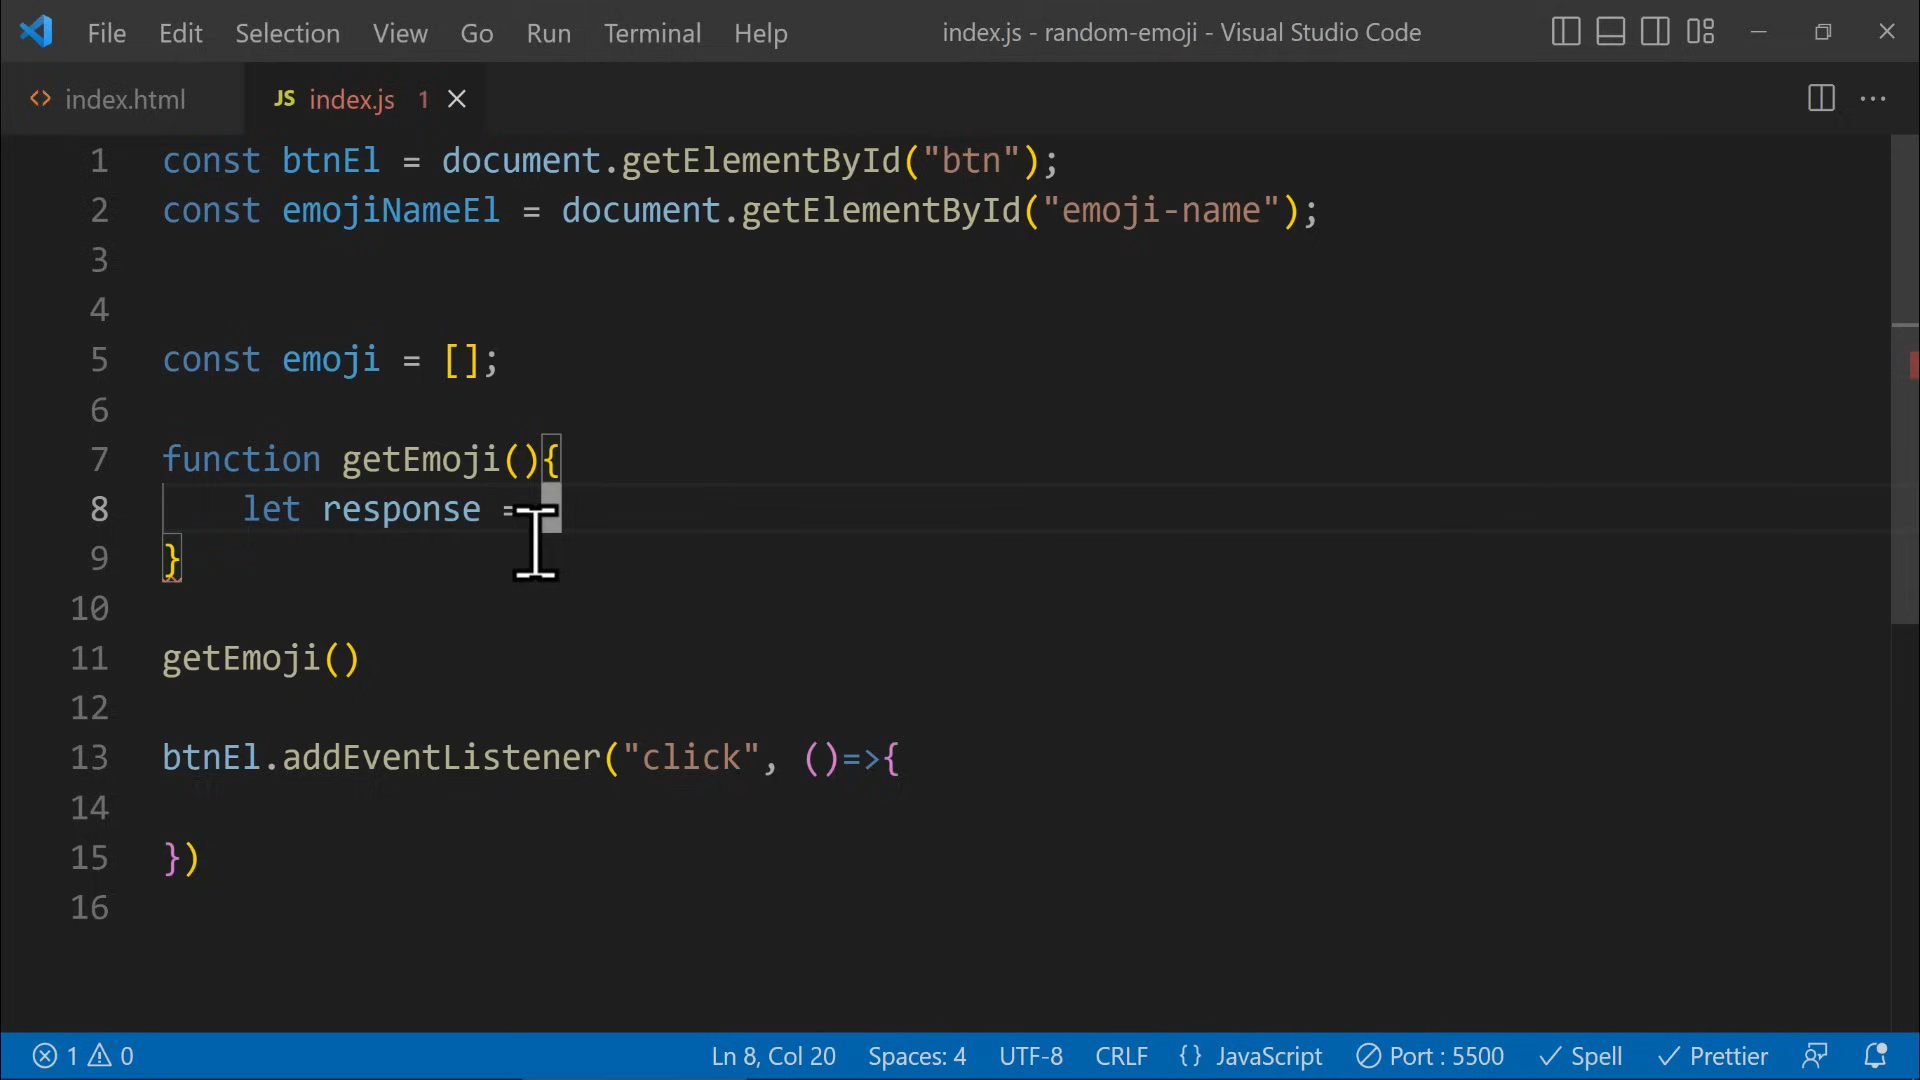 File Edit Selection View Go Run Terminal Help index.js - random-emoji - Visual Studio Code
<> index.html JS index.js 1
1 const btnEl = document.getElementById("btn");
2 const emojiNameEl = document.getElementById("emoji-name");
3
4
5 const emoji = [];
6
7 function getEmoji(){
8 let response =
9 }
10
11 getEmoji()
12
13 btnEl.addEventListener("click", ()=>{
14
15 })
16
1 0 Ln 8, Col 20 Spaces: 4 UTF-8 CRLF {} JavaScript Port : 5500 Spell Prettier